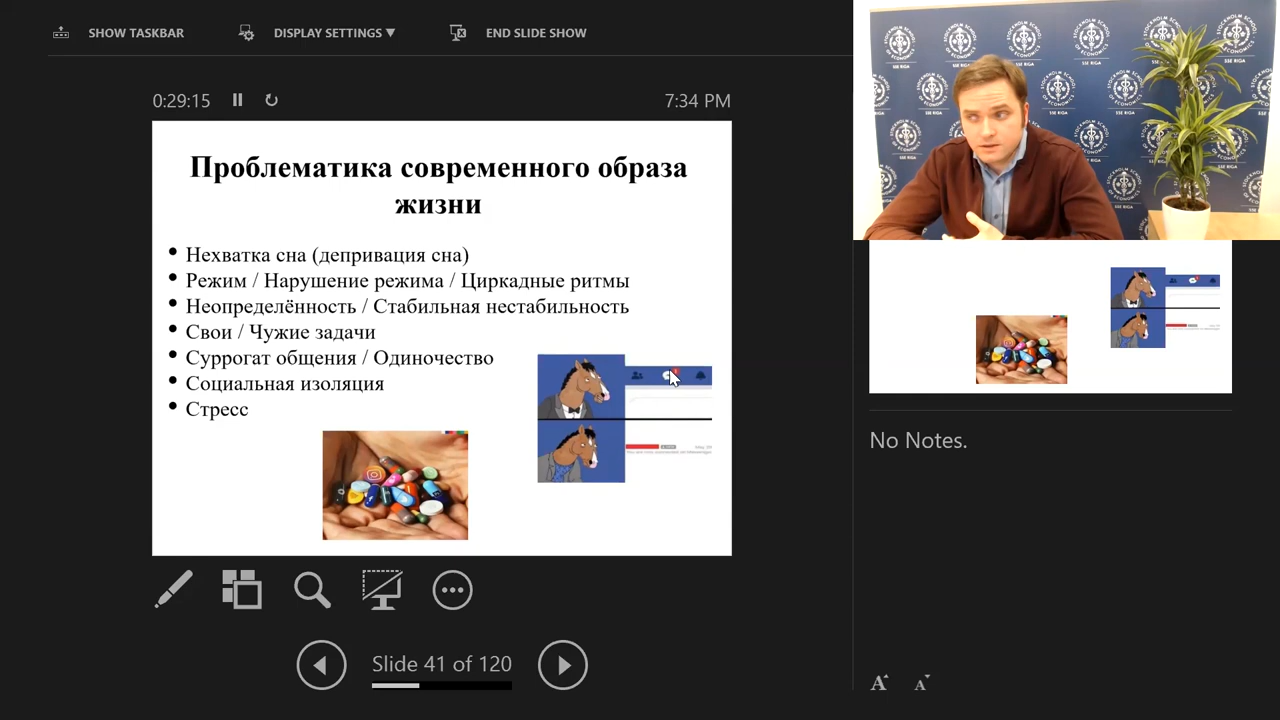 SHOW TASKBAR
DISPLAY SETTINGS ▼
END SLIDE SHOW
0:29:15
7:34 PM
Проблематика современного образа
жизни
• Нехватка сна (депривация сна)
• Режим / Нарушение режима / Циркадные ритмы
• Неопределённость / Стабильная нестабильность
• Свои / Чужие задачи
• Суррогат общения / Одиночество
• Социальная изоляция
• Стресс
Slide 41 of 120
STOCKHOLM SCHOOL
OF ECONOMICS
SSE RIGA
No Notes.
A
A